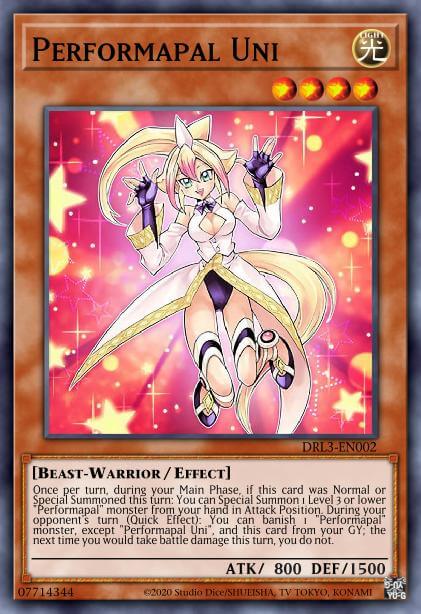 PERFORMAPAL UNI
LIGHT
光
DRL3-EN002
[BEAST-WARRIOR / EFFECT]
Once per turn, during your Main Phase, if this card was Normal or
Special Summoned this turn: You can Special Summon 1 Level 3 or lower
"Performapal" monster from your hand in Attack Position. During your
opponent's turn (Quick Effect): You can banish 1 "Performapal"
monster, except "Performapal Uni", and this card from your GY; the
next time you would take battle damage this turn, you do not.
ATK/ 800 DEF/1500
07714344
©2020 Studio Dice/SHUEISHA, TV TOKYO, KONAMI